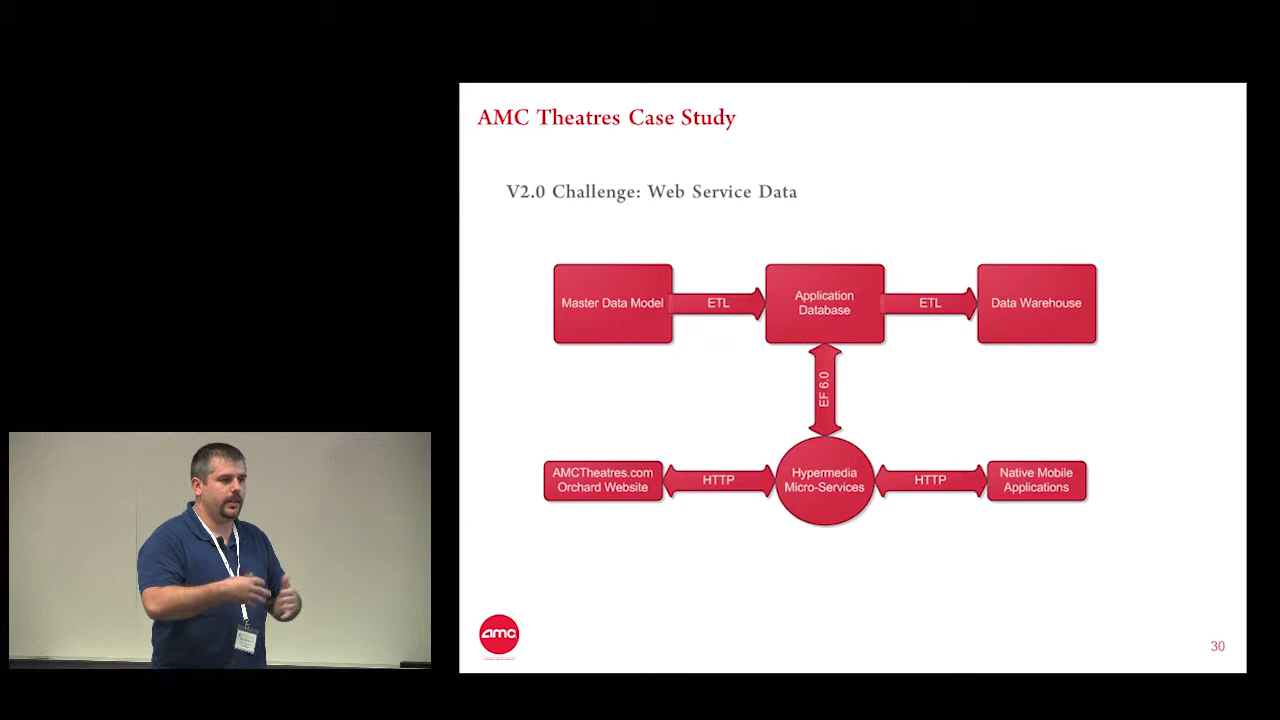 AMC Theatres Case Study
V2.0 Challenge: Web Service Data
Master Data Model
ETL
Application
Database
ETL
Data Warehouse
EF 6.0
AMCTheatres.com
Orchard Website
HTTP
Hypermedia
Micro-Services
HTTP
Native Mobile
Applications
amc
30